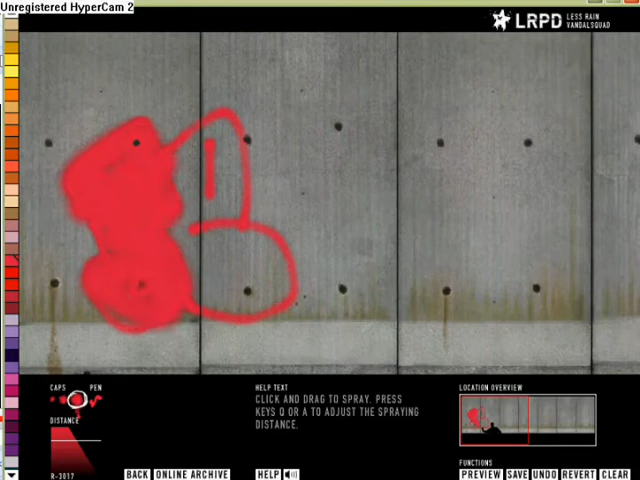 Unregistered HyperCam 2
LRPD LESS RAIN
VANDALSQUAD
CAPS PEN
DISTANCE
R-3017
HELP TEXT
CLICK AND DRAG TO SPRAY. PRESS
KEYS Q OR A TO ADJUST THE SPRAYING
DISTANCE.
LOCATION OVERVIEW
FUNCTIONS
BACK ONLINE ARCHIVE HELP PREVIEW SAVE UNDO REVERT CLEAR